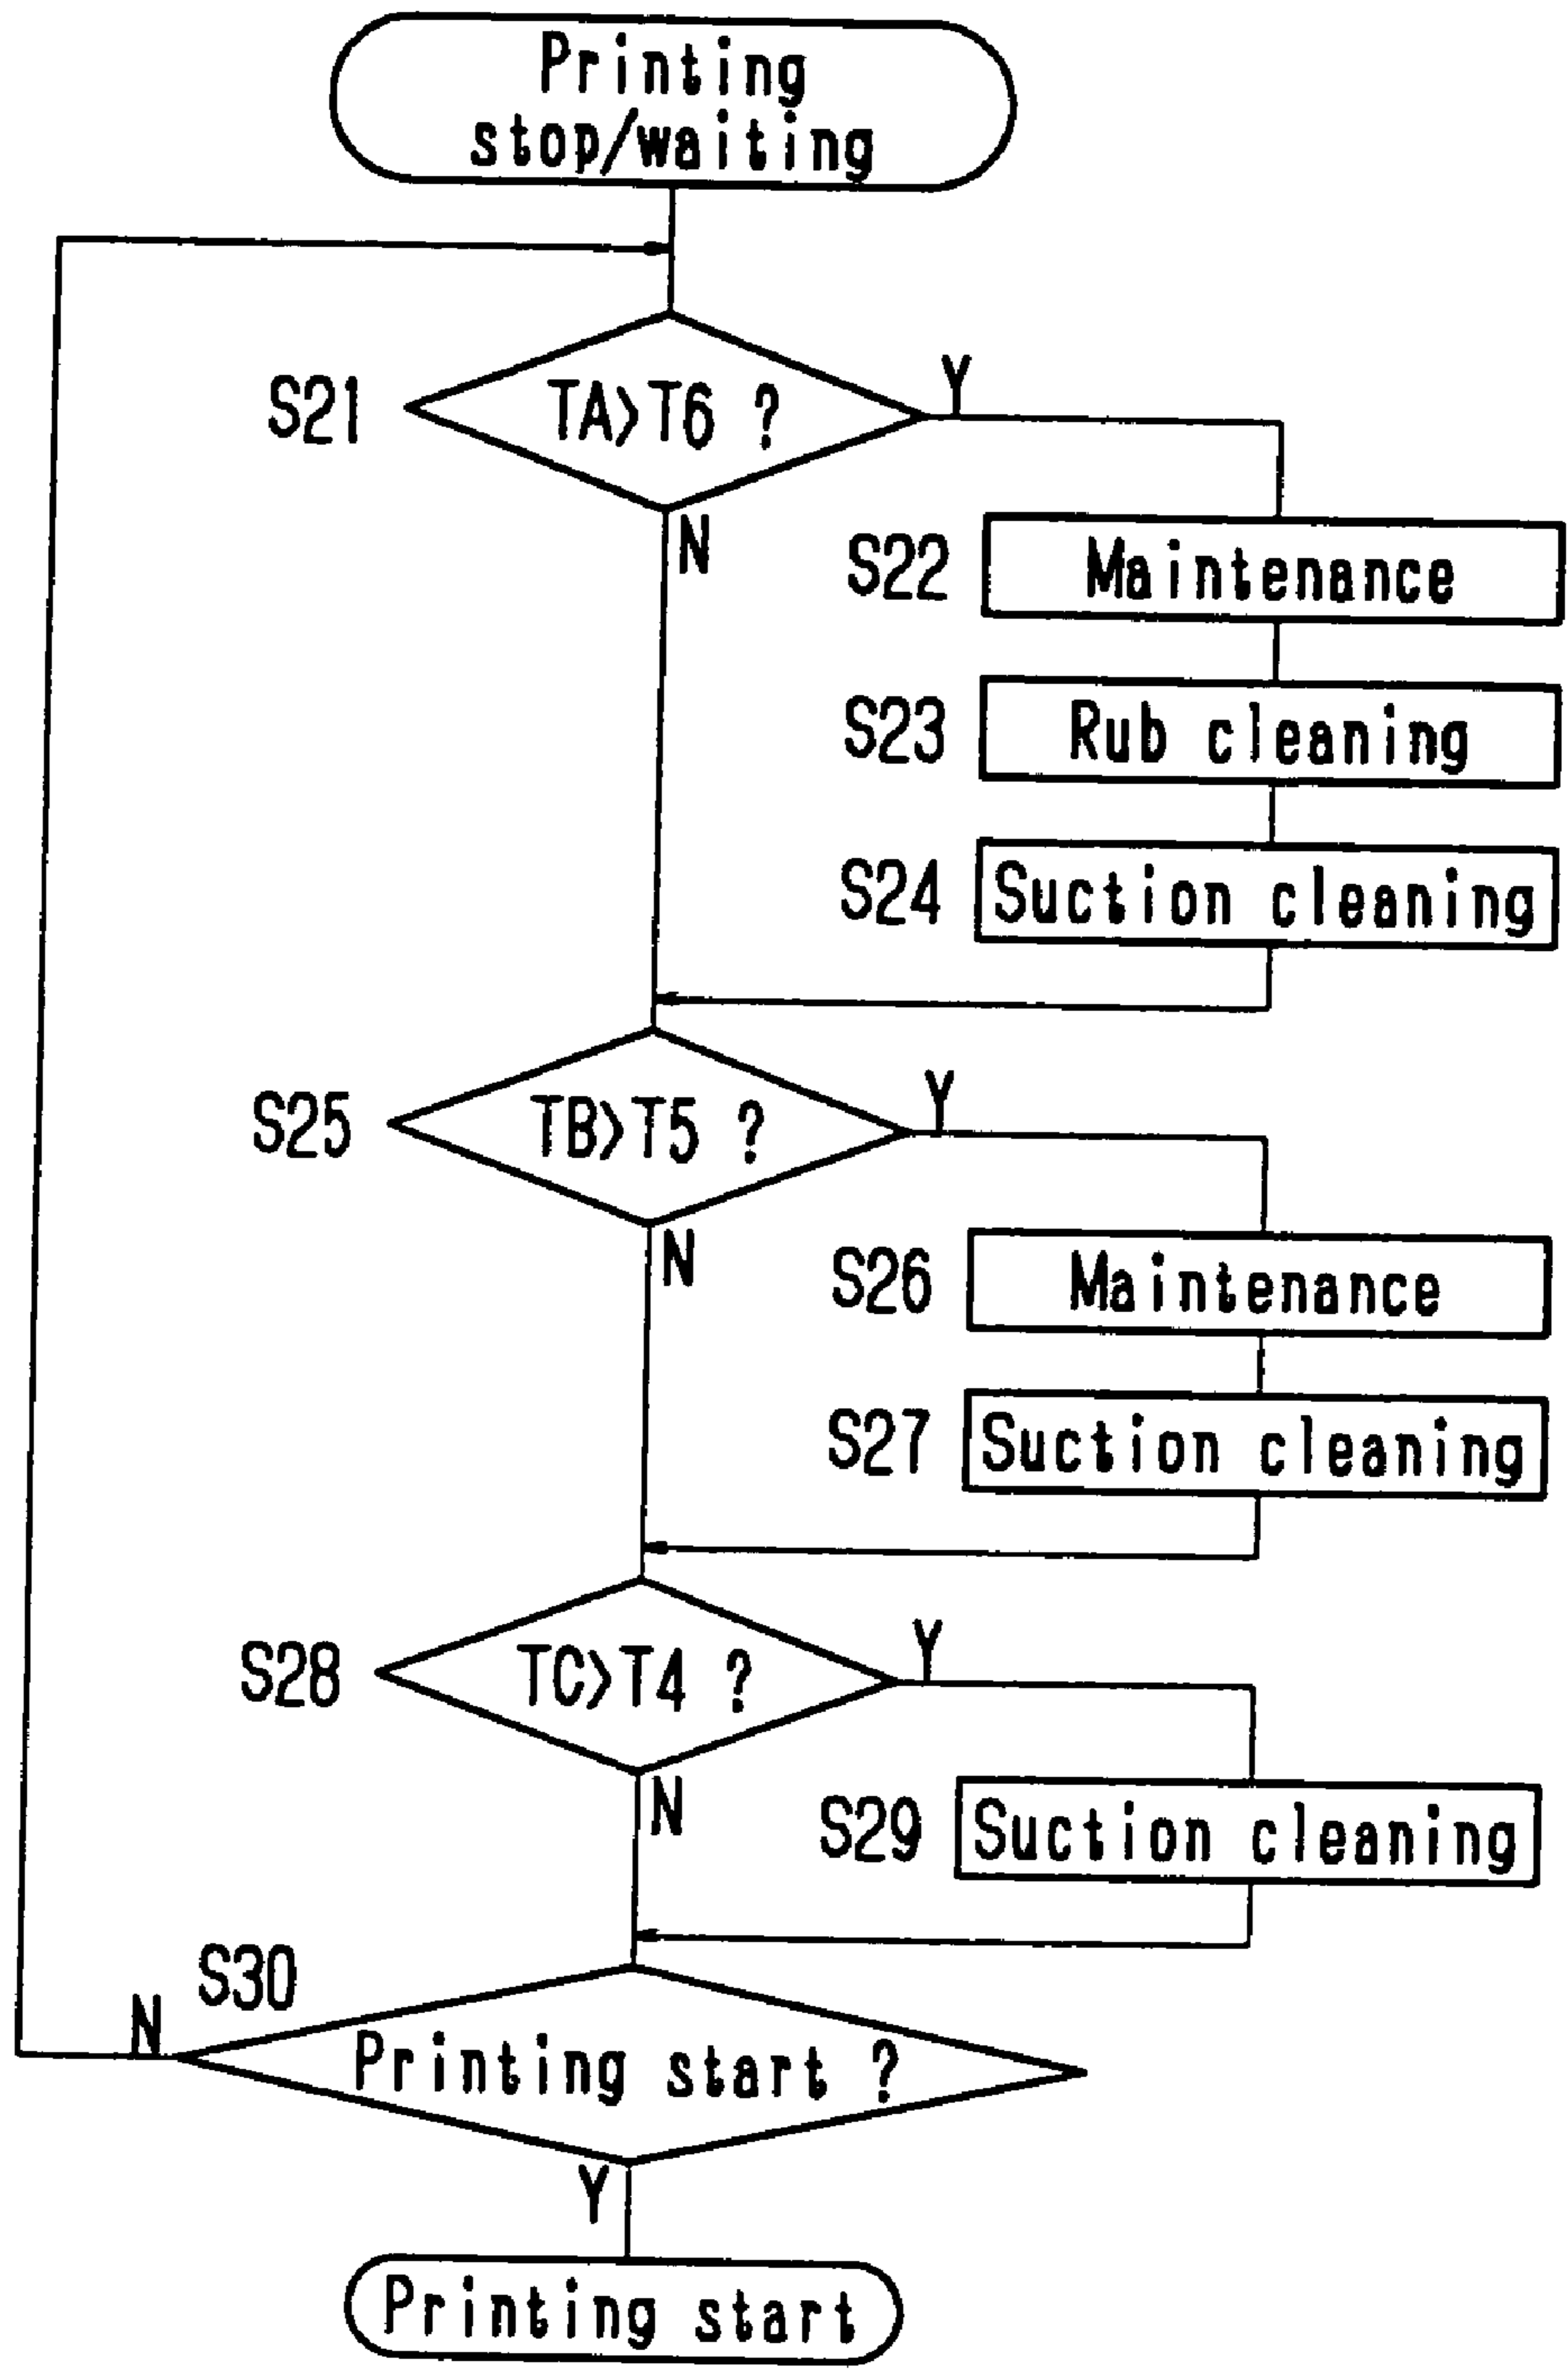 Printing
stop/waiting
S21
TA>T6 ?
Y
N
S22
Maintenance
S23
Rub cleaning
S24
Suction cleaning
S25
TB>T5 ?
Y
N
S26
Maintenance
S27
Suction cleaning
S28
TC>T4 ?
Y
N
S29
Suction cleaning
S30
N
Printing start ?
Y
Printing start